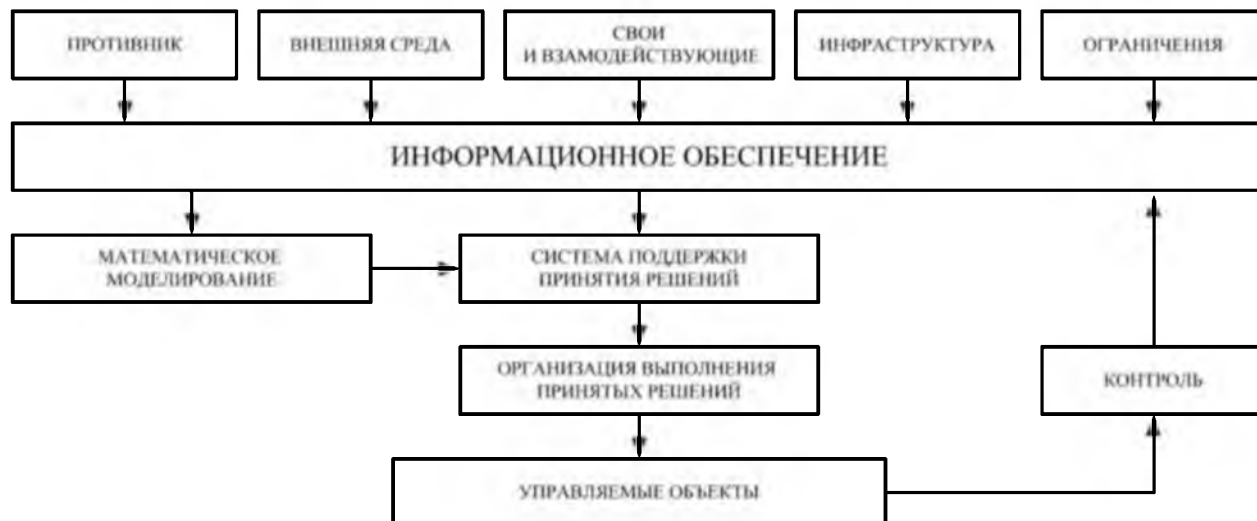 ПРОТИВНИК
ВНЕШНЯЯ СРЕДА
СВОИ
И ВЗАМОДЕЙСТВУЮЩИЕ
ИНФРАСТРУКТУРА
ОГРАНИЧЕНИЯ
ИНФОРМАЦИОННОЕ ОБЕСПЕЧЕНИЕ
МАТЕМАТИЧЕСКОЕ
МОДЕЛИРОВАНИЕ
СИСТЕМА ПОДДЕРЖКИ
ПРИНЯТИЯ РЕШЕНИЙ
ОРГАНИЗАЦИЯ ВЫПОЛНЕНИЯ
ПРИНЯТЫХ РЕШЕНИЙ
КОНТРОЛЬ
УПРАВЛЯЕМЫЕ ОБЪЕКТЫ